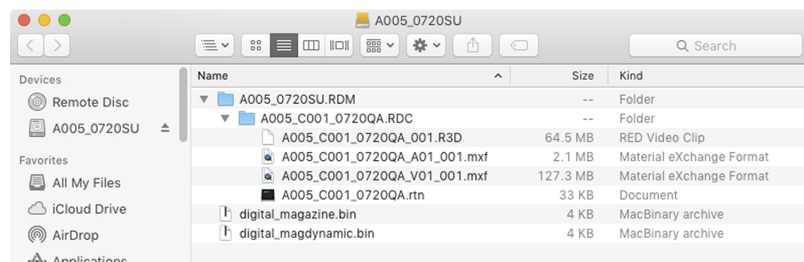 A005_0720SU
Search
Devices
Remote Disc
A005_0720SU
Favorites
All My Files
iCloud Drive
AirDrop
Applications
Name Size Kind
A005_0720SU.RDM -- Folder
A005_C001_0720QA.RDC -- Folder
A005_C001_0720QA_001.R3D 64.5 MB RED Video Clip
A005_C001_0720QA_A01_001.mxf 2.1 MB Material eXchange Format
A005_C001_0720QA_V01_001.mxf 127.3 MB Material eXchange Format
A005_C001_0720QA.rtn 33 KB Document
digital_magazine.bin 4 KB MacBinary archive
digital_magdynamic.bin 4 KB MacBinary archive